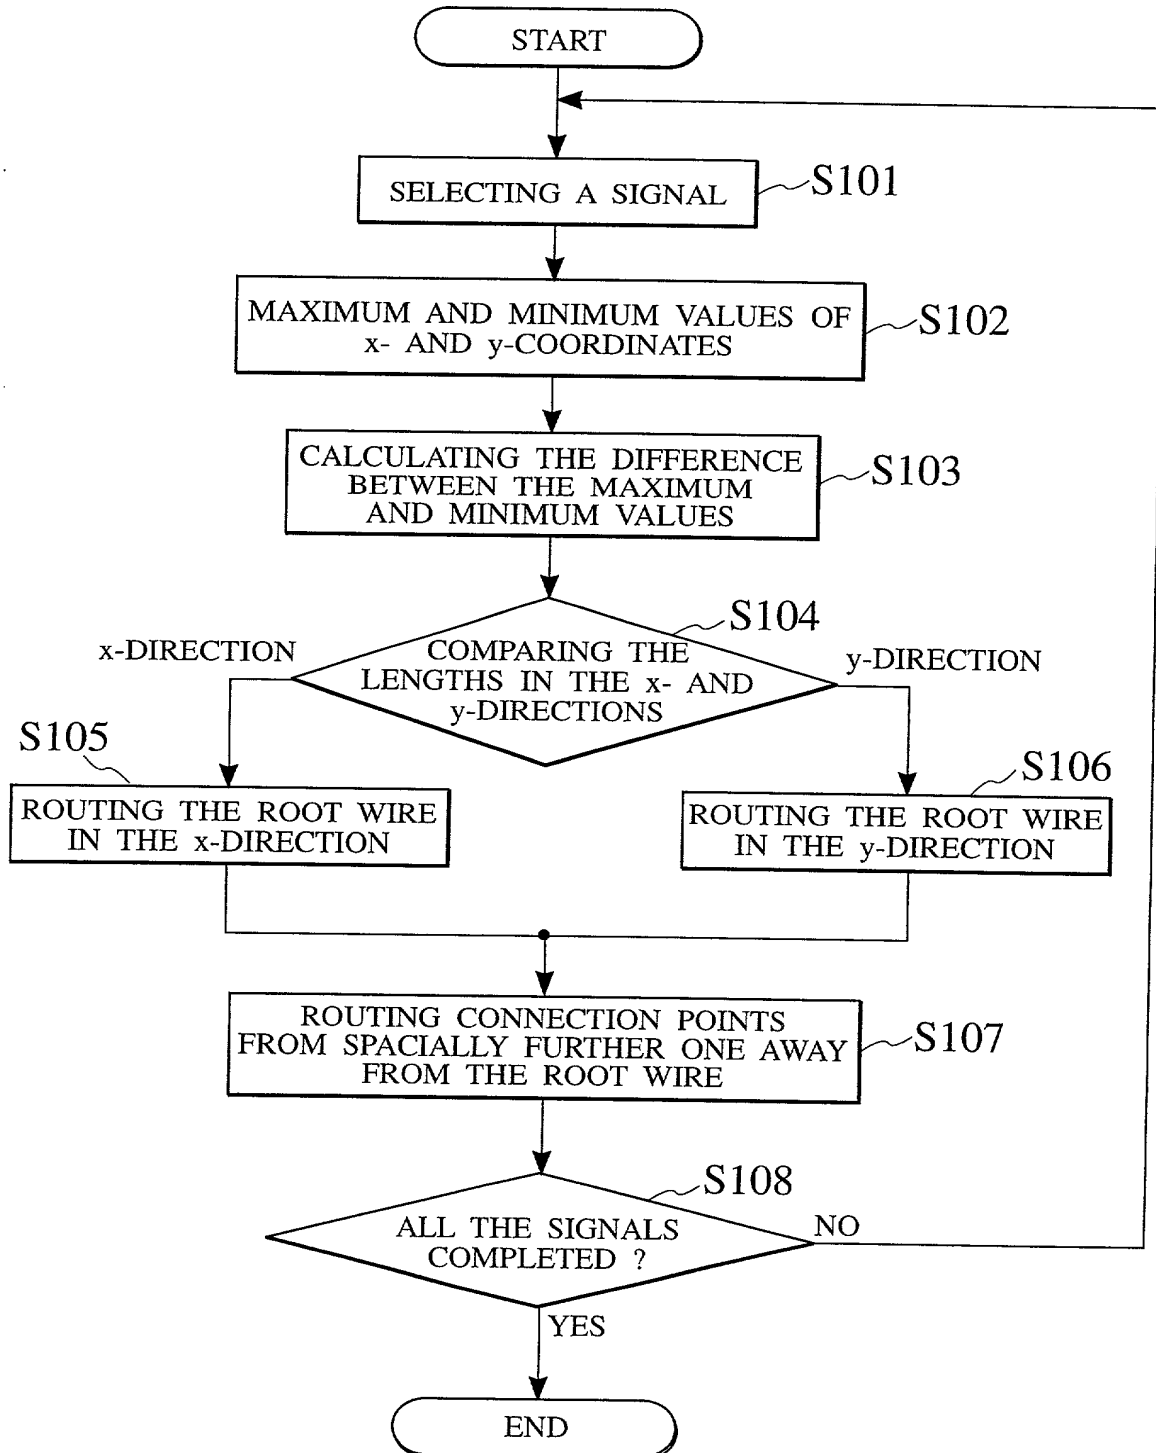 START
SELECTING A SIGNAL
S101
MAXIMUM AND MINIMUM VALUES OF
x- AND y-COORDINATES
S102
CALCULATING THE DIFFERENCE
BETWEEN THE MAXIMUM
AND MINIMUM VALUES
S103
S104
COMPARING THE
LENGTHS IN THE x- AND
y-DIRECTIONS
x-DIRECTION
y-DIRECTION
S105
ROUTING THE ROOT WIRE
IN THE x-DIRECTION
S106
ROUTING THE ROOT WIRE
IN THE y-DIRECTION
ROUTING CONNECTION POINTS
FROM SPACIALLY FURTHER ONE AWAY
FROM THE ROOT WIRE
S107
S108
ALL THE SIGNALS
COMPLETED ?
NO
YES
END